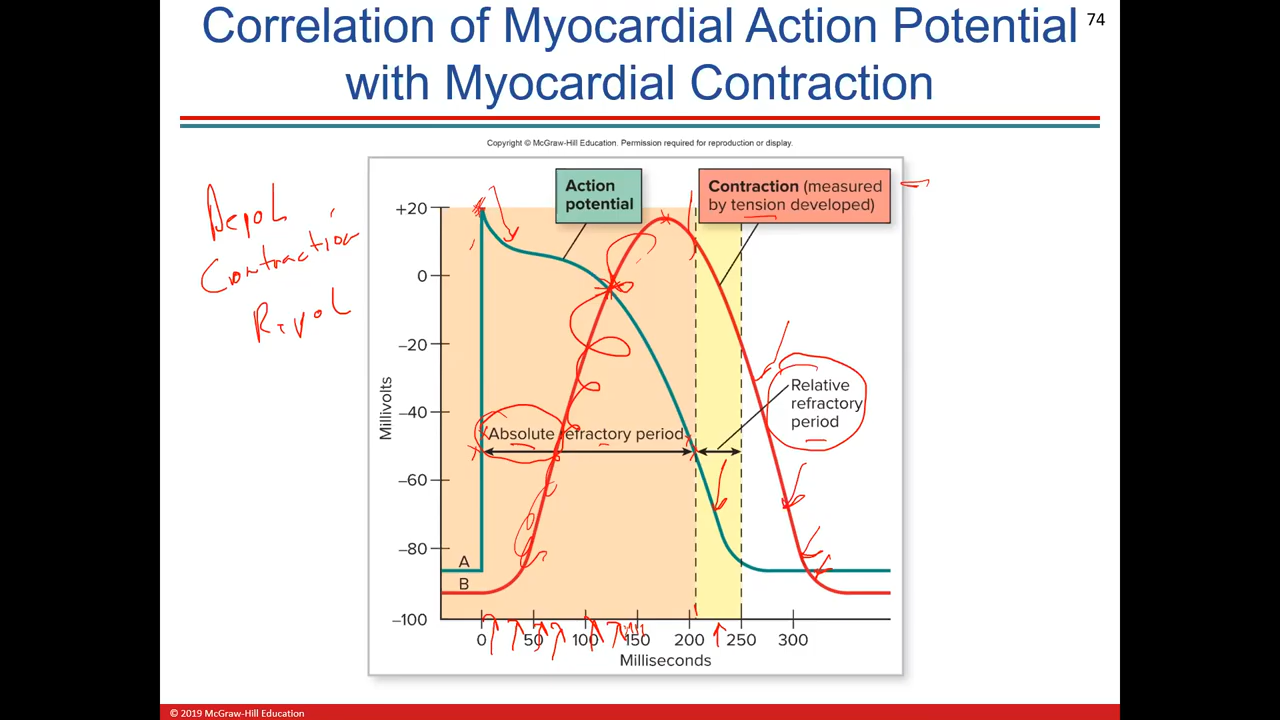 Correlation of Myocardial Action Potential
with Myocardial Contraction
74
Copyright © McGraw-Hill Education. Permission required for reproduction or display.
Depol
Contraction
Repol
Action
potential
Contraction (measured
by tension developed)
+20
0
−20
−40
−60
−80
−100
Millivolts
Absolute refractory period
Relative
refractory
period
A
B
0
50
100
150
200
250
300
Milliseconds
© 2019 McGraw-Hill Education